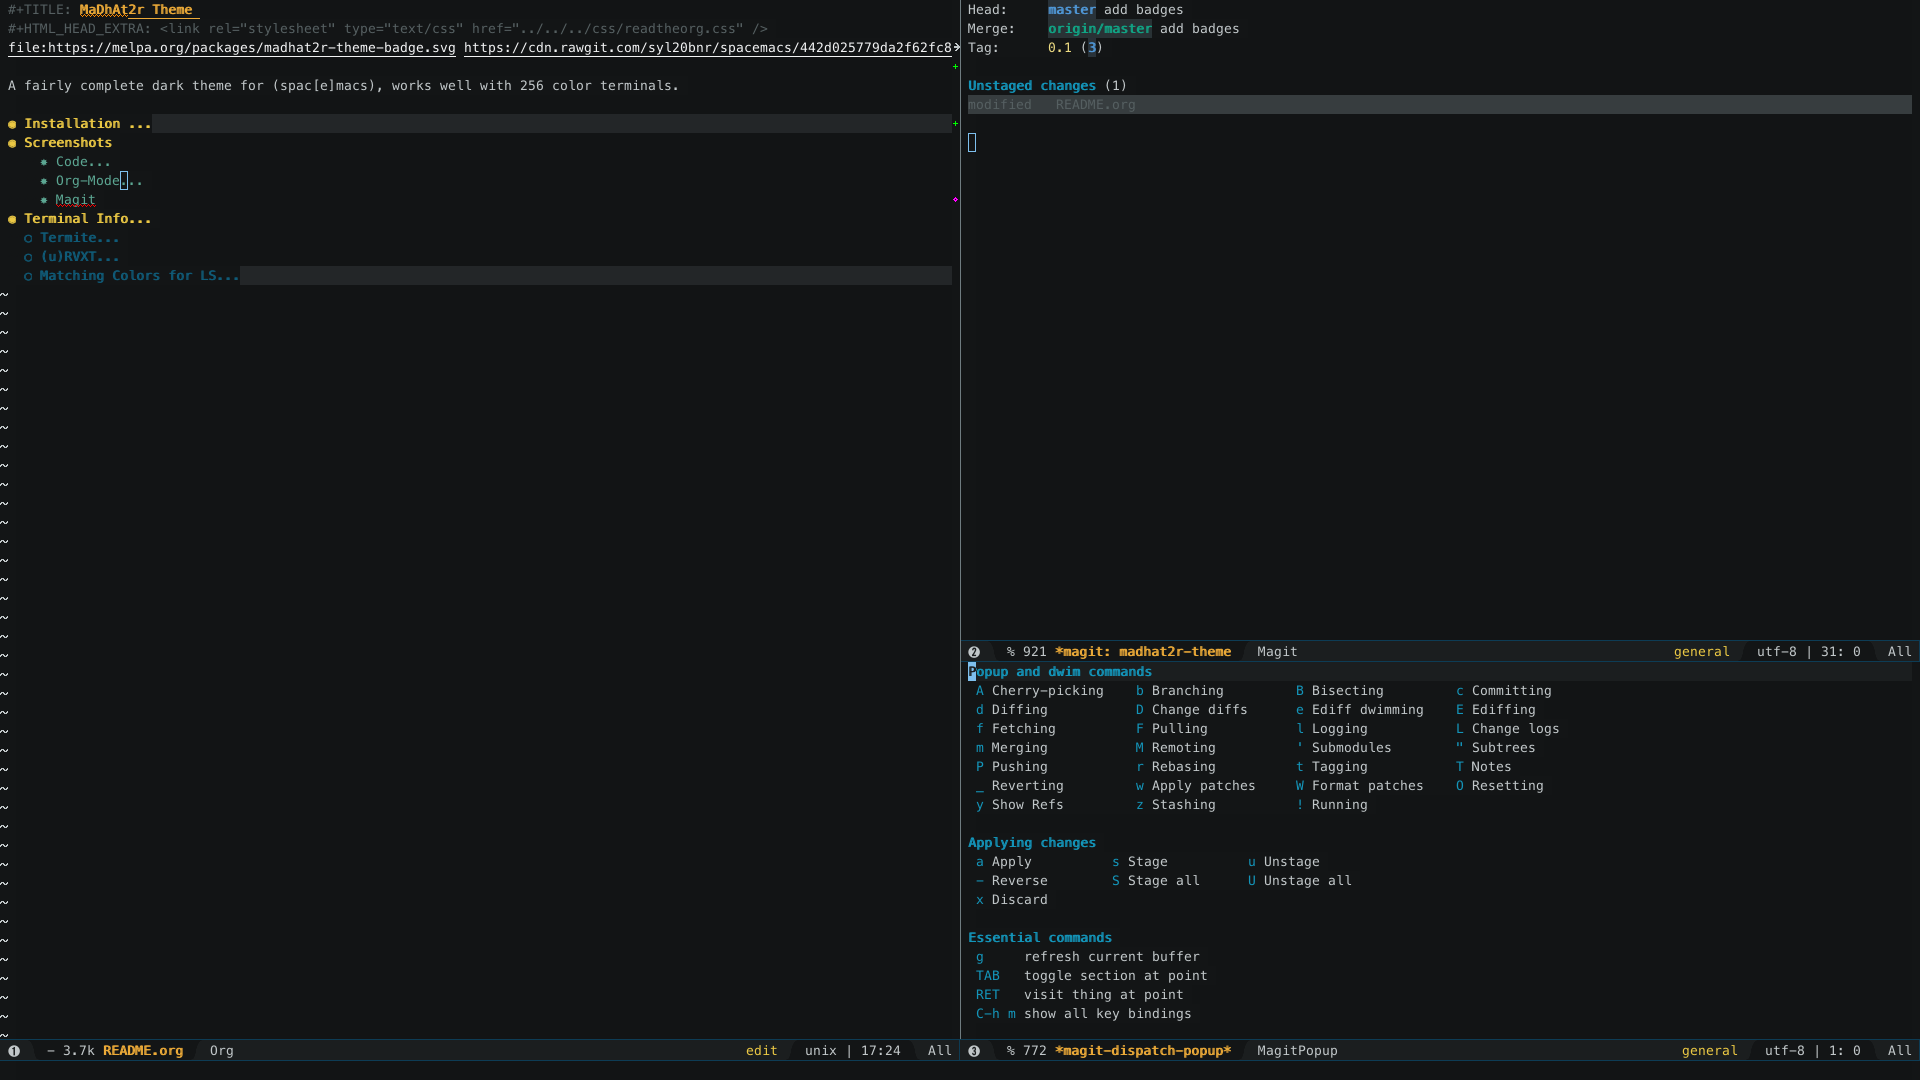 #+TITLE: MaDhAt2r Theme
#+HTML_HEAD_EXTRA: <link rel="stylesheet" type="text/css" href="../../../css/readtheorg.css" />
file:https://melpa.org/packages/madhat2r-theme-badge.svg https://cdn.rawgit.com/syl20bnr/spacemacs/442d025779da2f62fc8
A fairly complete dark theme for (spac[e]macs), works well with 256 color terminals.
Installation ...
Screenshots
Code...
Org-Mode...
Magit
Terminal Info...
Termite...
(u)RVXT...
Matching Colors for LS...
❶ - 3.7k README.org Org edit unix | 17:24 All
Head: master add badges
Merge: origin/master add badges
Tag: 0.1 (3)
Unstaged changes (1)
modified README.org
❷ % 921 *magit: madhat2r-theme Magit general utf-8 | 31: 0 All
Popup and dwim commands
A Cherry-picking b Branching B Bisecting c Committing
d Diffing D Change diffs e Ediff dwimming E Ediffing
f Fetching F Pulling l Logging L Change logs
m Merging M Remoting ' Submodules " Subtrees
P Pushing r Rebasing t Tagging T Notes
_ Reverting w Apply patches W Format patches O Resetting
y Show Refs z Stashing ! Running
Applying changes
a Apply s Stage u Unstage
- Reverse S Stage all U Unstage all
x Discard
Essential commands
g refresh current buffer
TAB toggle section at point
RET visit thing at point
C-h m show all key bindings
❸ % 772 *magit-dispatch-popup* MagitPopup general utf-8 | 1: 0 All